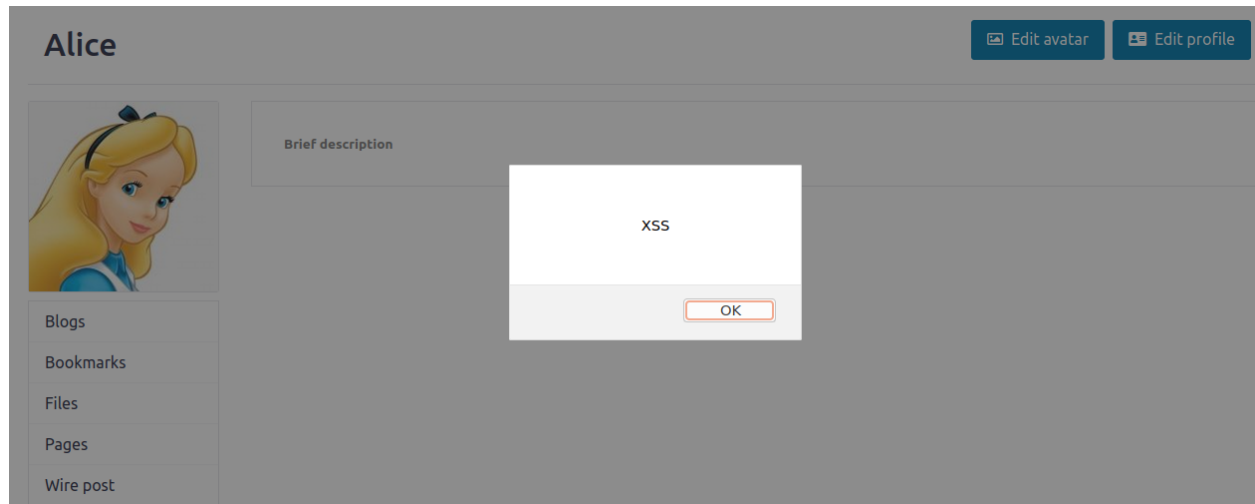 Alice
Edit avatar
Edit profile
Brief description
xss
OK
Blogs
Bookmarks
Files
Pages
Wire post